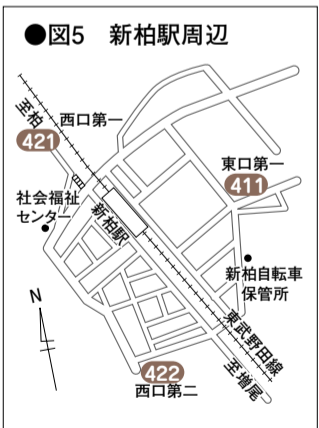 ●図5 新柏駅周辺
至柏
421
西口第一
東口第一
411
社会福祉
センター
新柏駅
新柏自転車
保管所
N
東武野田線
至増尾
422
西口第二